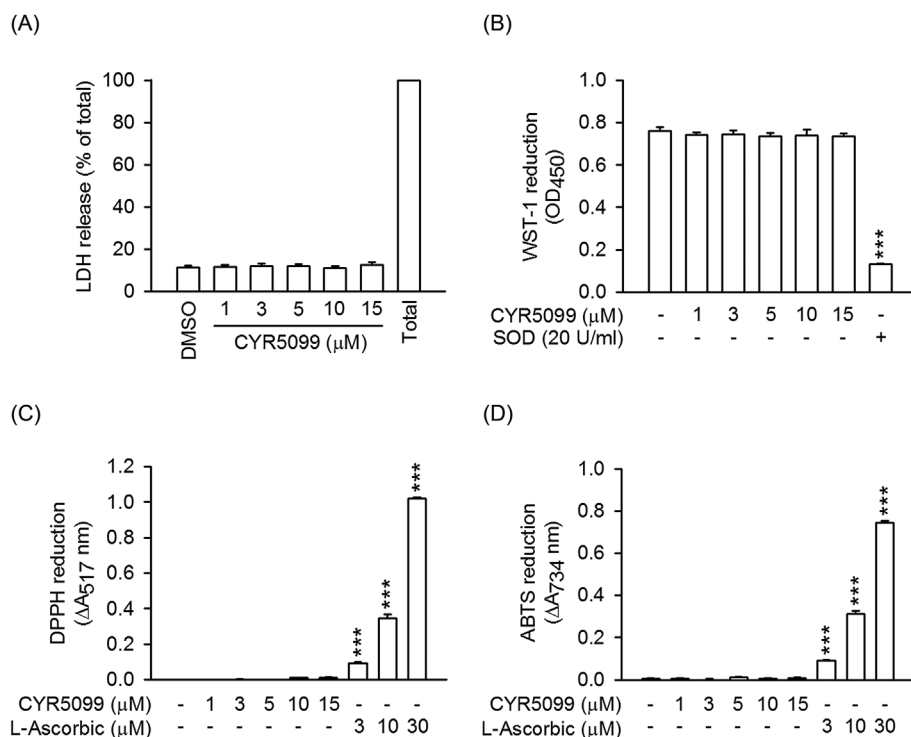 (A)
LDH release (% of total)
100
80
60
40
20
0
DMSO
1 3 5 10 15
Total
CYR5099 (μM)
(B)
WST-1 reduction
(OD450)
1.0
0.8
0.6
0.4
0.2
0.0
***
CYR5099 (μM) - 1 3 5 10 15 -
SOD (20 U/ml) - - - - - - +
(C)
DPPH reduction
(ΔA517 nm)
1.2
1.0
0.8
0.6
0.4
0.2
0.0
*** *** ***
CYR5099 (μM) - 1 3 5 10 15 - - -
L-Ascorbic (μM) - - - - - - 3 10 30
(D)
ABTS reduction
(ΔA734 nm)
1.0
0.8
0.6
0.4
0.2
0.0
*** *** ***
CYR5099 (μM) - 1 3 5 10 15 - - -
L-Ascorbic (μM) - - - - - - 3 10 30